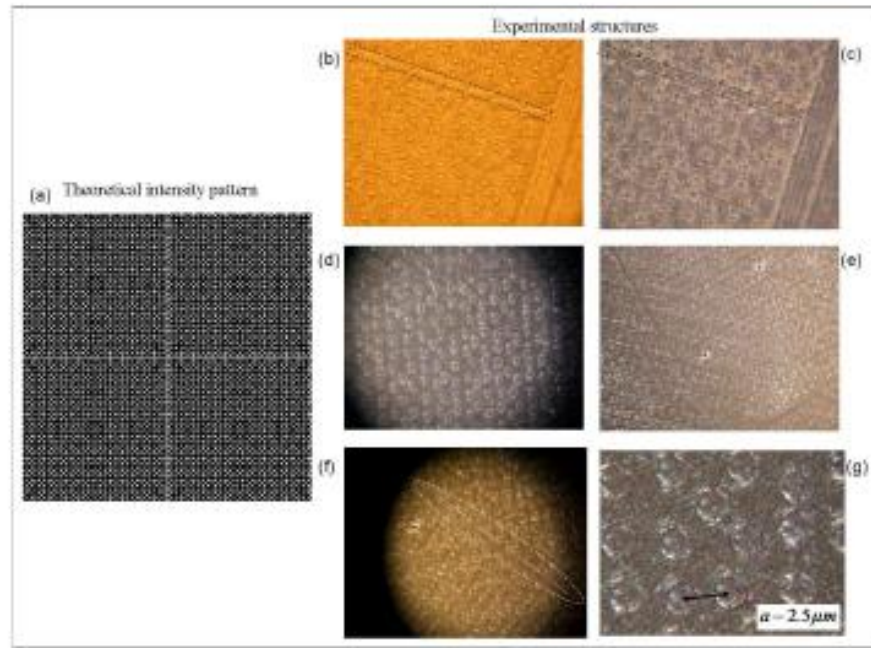 Experimental structures
(b)
(c)
(a) Theoretical intensity pattern
(d)
(e)
(f)
(g)
a – 2.5μm